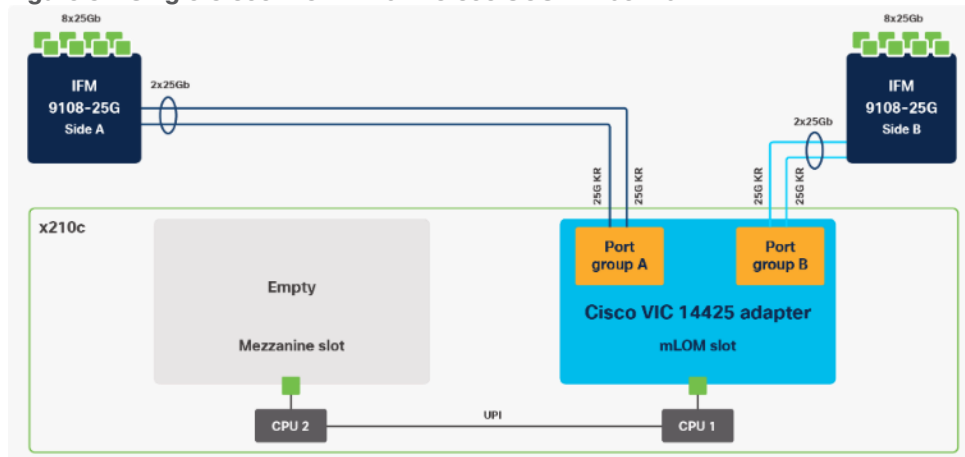 8x25Gb
8x25Gb
IFM
9108-25G
Side A
2x25Gb
IFM
9108-25G
Side B
2x25Gb
25G KR
25G KR
25G KR
25G KR
x210c
Port
group A
Port
group B
Empty
Cisco VIC 14425 adapter
Mezzanine slot
mLOM slot
UPI
CPU 2
CPU 1